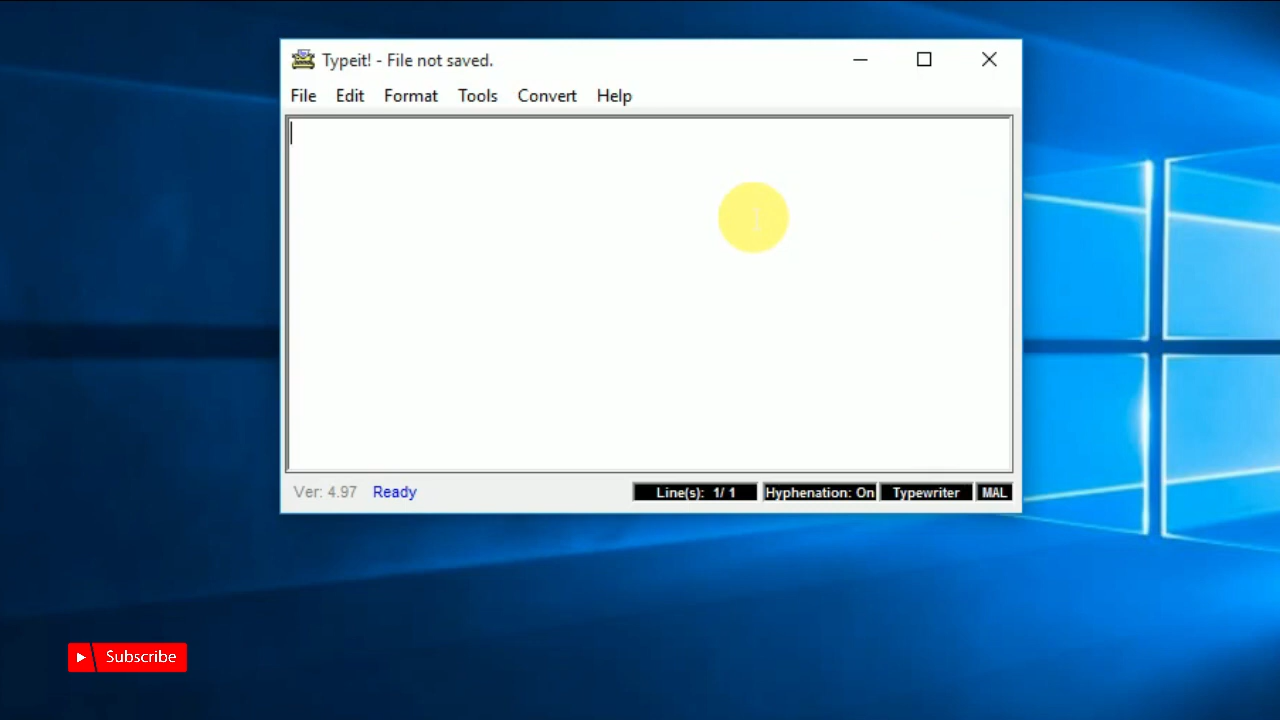 Typeit! - File not saved.
File Edit Format Tools Convert Help
Ver: 4.97 Ready Line(s): 1/ 1 Hyphenation: On Typewriter MAL
Subscribe